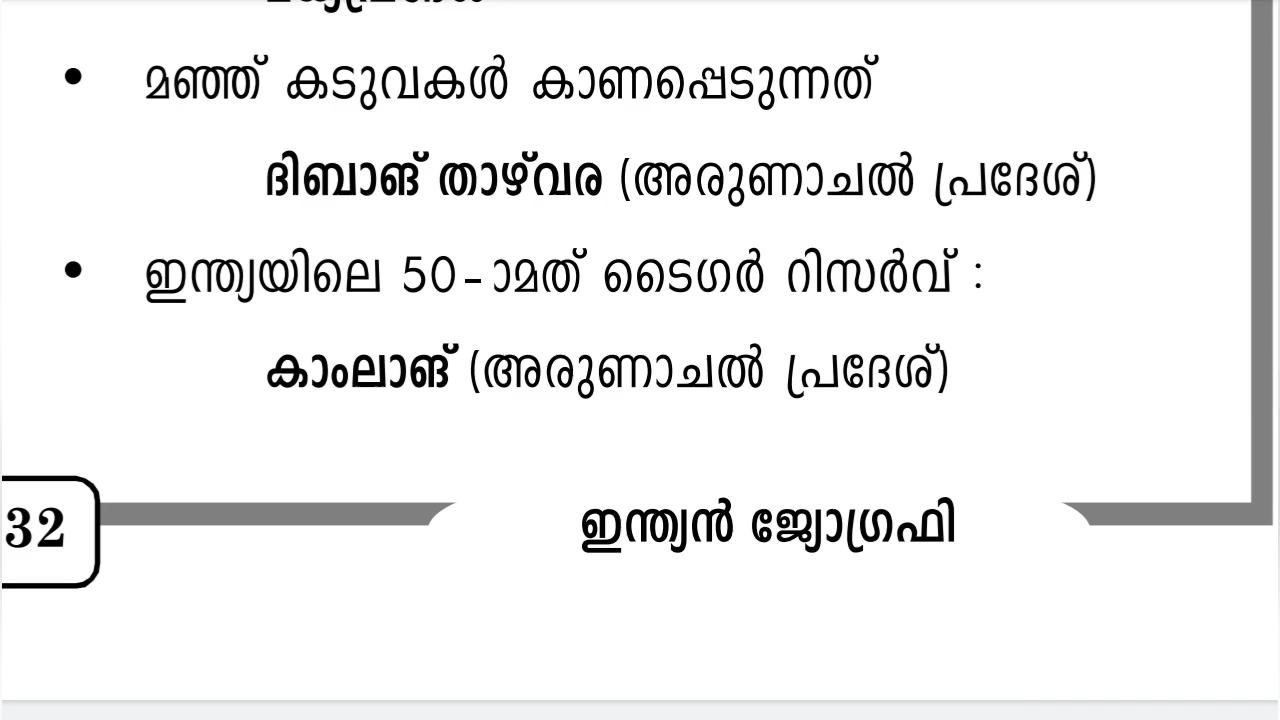 • മഞ്ഞ് കടുവകൾ കാണപ്പെടുന്നത്
ദിബാങ് താഴ്‌വര (അരുണാചൽ പ്രദേശ്)
• ഇന്ത്യയിലെ 50-ാമത് ടൈഗർ റിസർവ് :
കാംലാങ് (അരുണാചൽ പ്രദേശ്)
32
ഇന്ത്യൻ ജ്യോഗ്രഫി